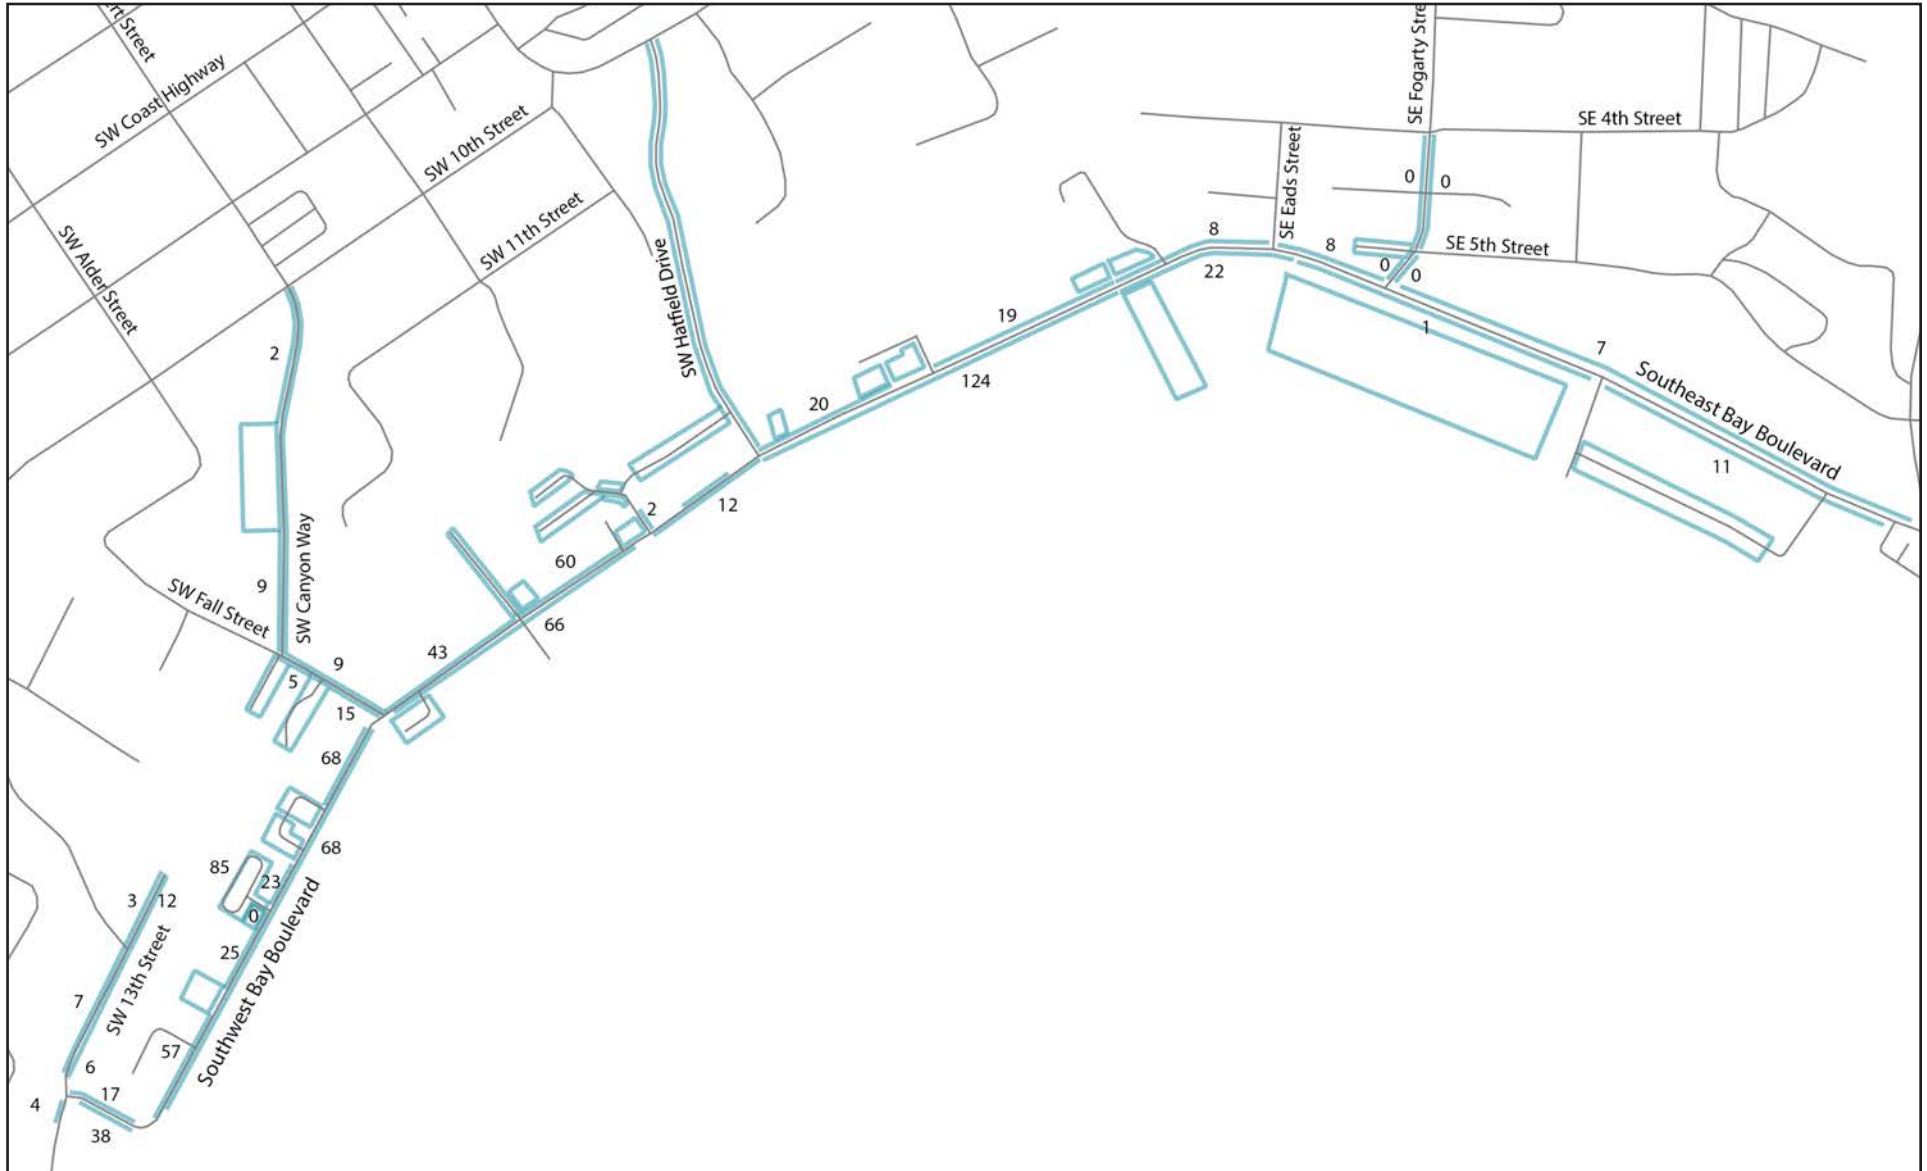 ert Street
SW Coast Highway
SW 10th Street
SW 11th Street
SW Alder Street
SW Hatfield Drive
SE Fogarty Stre
SE 4th Street
SE Eads Street
0
0
SE 5th Street
0
0
8
8
22
1
7
Southeast Bay Boulevard
11
19
124
20
12
2
60
66
43
2
9
SW Canyon Way
SW Fall Street
9
5
15
68
68
85
23
0
25
57
Southwest Bay Boulevard
3
12
SW 13th Street
7
6
17
4
38